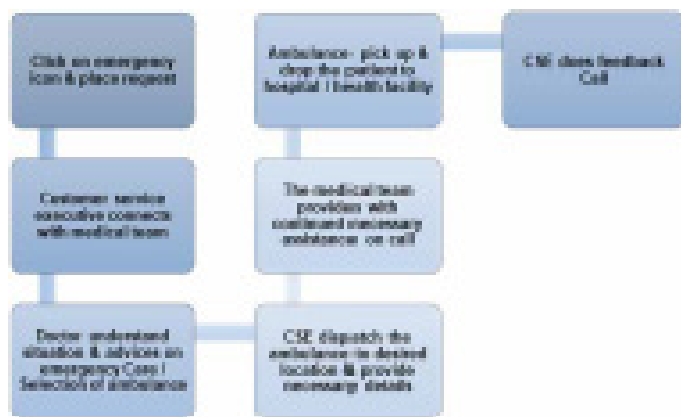 Click on emergency
icon & place request
Customer service
executive connects
with medical team
Doctor understand
situation & advices on
emergency Care /
Selection of ambulance
CSE dispatch the
ambulance to desired
location & provide
necessary details
The medical team
providers with
continued necessary
assistance on call
Ambulance- pick up &
drop the patient to
hospital / health facility
CSE does feedback
Call